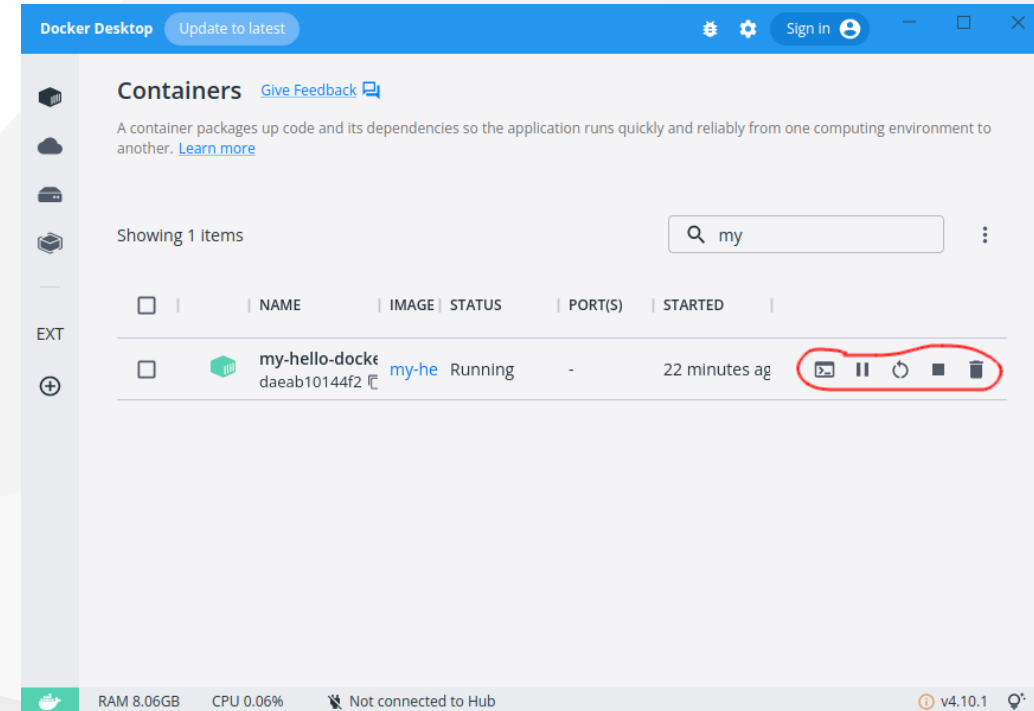 Docker Desktop Update to latest Sign in
Containers Give Feedback
A container packages up code and its dependencies so the application runs quickly and reliably from one computing environment to
another. Learn more
Showing 1 items my
NAME IMAGE STATUS PORT(S) STARTED
EXT
my-hello-docke
daeab10144f2
my-he Running - 22 minutes ag
RAM 8.06GB CPU 0.06% Not connected to Hub v4.10.1